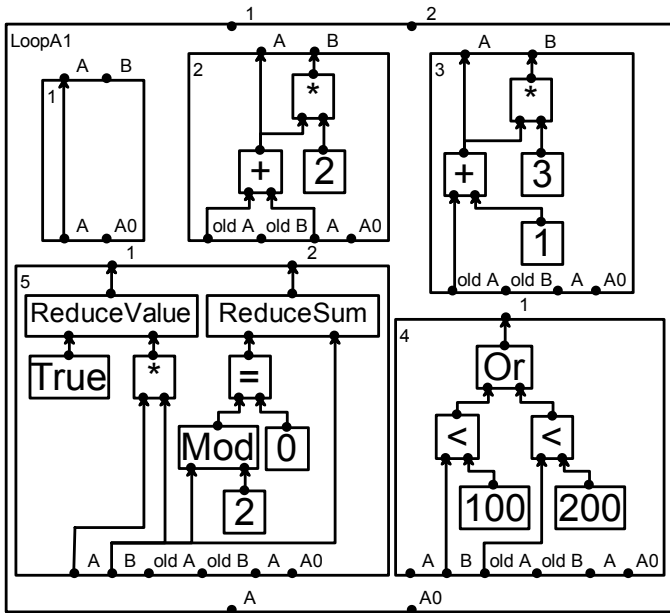 1 2
LoopA1
A B
1
A A0
A B
2
*
+ 2
old A old B A A0
A B
3
*
+ 3
1
old A old B A A0
1 2
5
ReduceValue ReduceSum
True * =
Mod 0
2
A B old A old B A A0
1
4
Or
< <
100 200
A B old A old B A A0
A A0